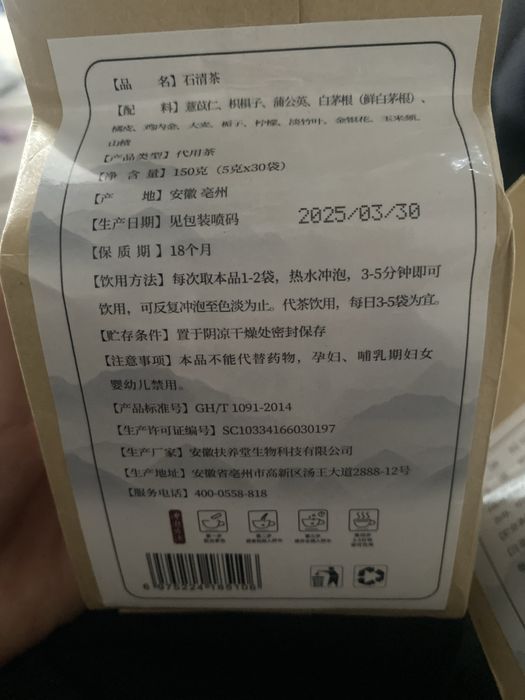 【品 名】石清茶
【配 料】薏苡仁、枳椇子、蒲公英、白茅根（鲜白茅根）、
橘皮、鸡内金、大麦、栀子、柠檬、淡竹叶、金银花、玉米须、
山楂
【产品类型】代用茶
【净 含 量】150克（5克x30袋）
【产 地】安徽 亳州
【生产日期】见包装喷码 2025/03/30
【保 质 期】18个月
【饮用方法】每次取本品1-2袋，热水冲泡，3-5分钟即可
饮用，可反复冲泡至色淡为止。代茶饮用，每日3-5袋为宜。
【贮存条件】置于阴凉干燥处密封保存
【注意事项】本品不能代替药物，孕妇、哺乳期妇女
婴幼儿禁用。
【产品标准号】GH/T 1091-2014
【生产许可证编号】SC10334166030197
【生产厂家】安徽扶养堂生物科技有限公司
【生产地址】安徽省亳州市高新区汤王大道2888-12号
【服务电话】400-0558-818
第一步 第二步 第三步 第四步